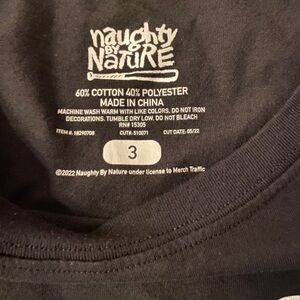 naughty
BY
NATURE
60% COTTON 40% POLYESTER
MADE IN CHINA
MACHINE WASH WARM WITH LIKE COLORS. DO NOT IRON
DECORATIONS. TUMBLE DRY LOW. DO NOT BLEACH
RN# 15305
ITEM #: 18290708 CUT#: 510071 CUT DATE: 05/22
3
©2022 Naughty By Nature under license to Merch Traffic